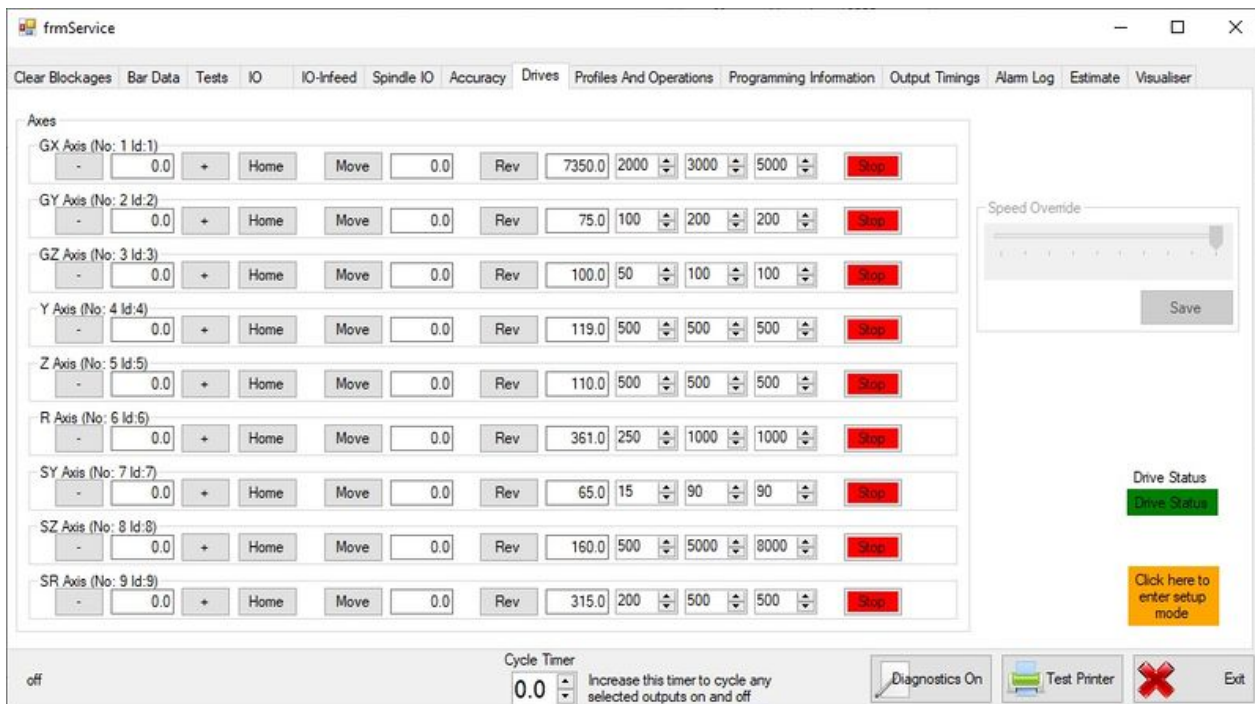 frmService
Clear Blockages Bar Data Tests IO IO-Infeed Spindle IO Accuracy Drives Profiles And Operations Programming Information Output Timings Alarm Log Estimate Visualiser
Axes
GX Axis (No: 1 Id:1)
- 0.0 + Home Move 0.0 Rev 7350.0 2000 3000 5000 Stop
GY Axis (No: 2 Id:2)
- 0.0 + Home Move 0.0 Rev 75.0 100 200 200 Stop
GZ Axis (No: 3 Id:3)
- 0.0 + Home Move 0.0 Rev 100.0 50 100 100 Stop
Y Axis (No: 4 Id:4)
- 0.0 + Home Move 0.0 Rev 119.0 500 500 500 Stop
Z Axis (No: 5 Id:5)
- 0.0 + Home Move 0.0 Rev 110.0 500 500 500 Stop
R Axis (No: 6 Id:6)
- 0.0 + Home Move 0.0 Rev 361.0 250 1000 1000 Stop
SY Axis (No: 7 Id:7)
- 0.0 + Home Move 0.0 Rev 65.0 15 90 90 Stop
SZ Axis (No: 8 Id:8)
- 0.0 + Home Move 0.0 Rev 160.0 500 5000 8000 Stop
SR Axis (No: 9 Id:9)
- 0.0 + Home Move 0.0 Rev 315.0 200 500 500 Stop
Speed Override
Save
Drive Status
Drive Status
Click here to
enter setup
mode
off
Cycle Timer
0.0
Increase this timer to cycle any
selected outputs on and off
Diagnostics On
Test Printer
Exit